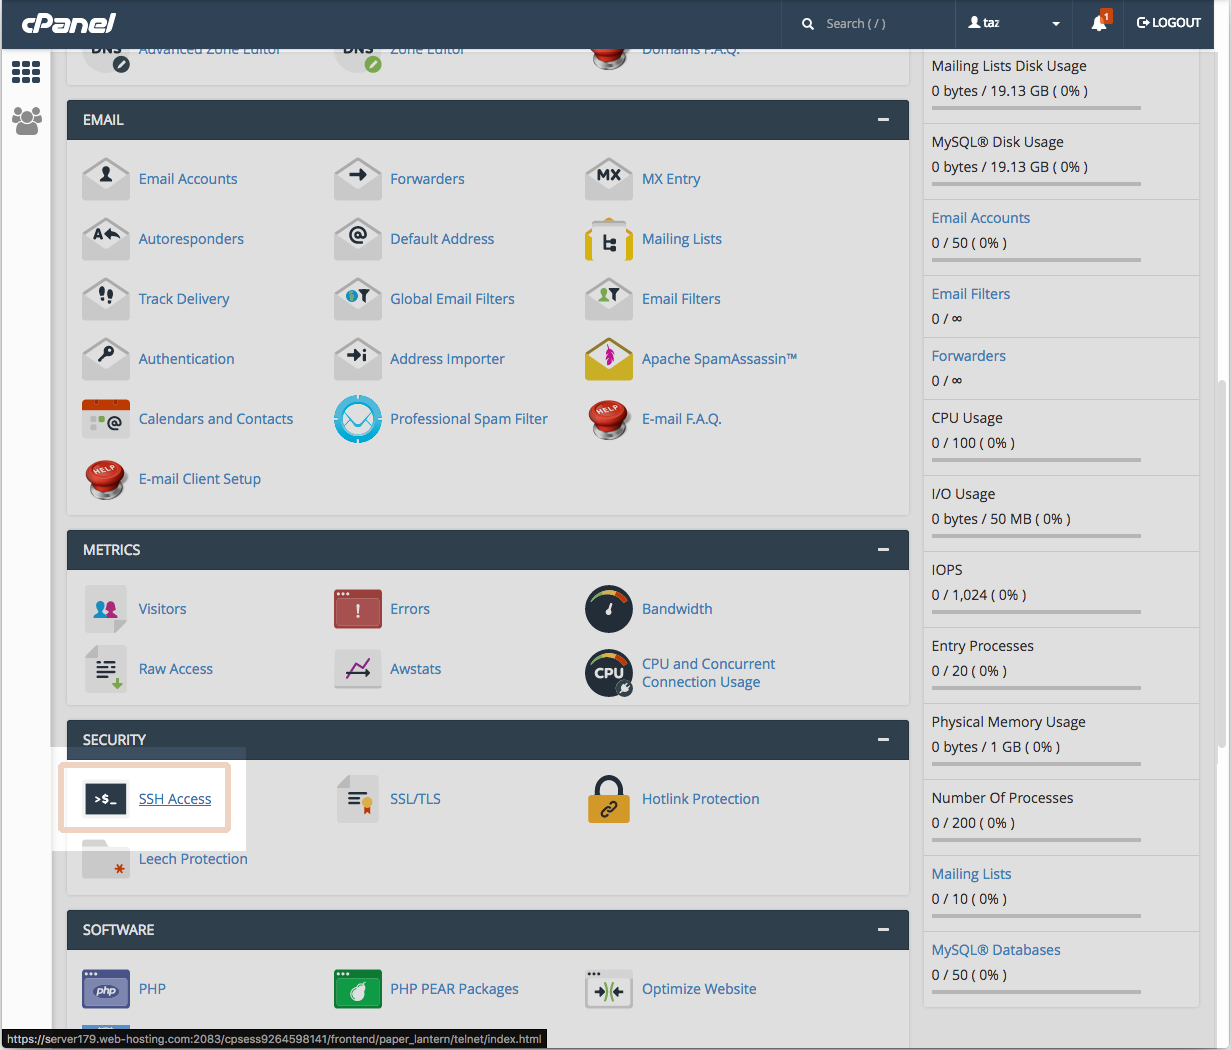 cPanel
Search ( / )
taz
1
LOGOUT
DNS
Advanced Zone Editor
DNS
Zone Editor
Domains F.A.Q.
EMAIL
Email Accounts
Forwarders
MX
MX Entry
A
Autoresponders
@
Default Address
Mailing Lists
Track Delivery
Global Email Filters
Email Filters
Authentication
i
Address Importer
Apache SpamAssassin™
@
Calendars and Contacts
Professional Spam Filter
HELP
E-mail F.A.Q.
HELP
E-mail Client Setup
METRICS
Visitors
!
Errors
Bandwidth
Raw Access
Awstats
CPU
CPU and Concurrent
Connection Usage
SECURITY
>$_
SSH Access
SSL/TLS
Hotlink Protection
*
Leech Protection
SOFTWARE
php
PHP
PHP PEAR Packages
Optimize Website
Mailing Lists Disk Usage
0 bytes / 19.13 GB ( 0% )
MySQL® Disk Usage
0 bytes / 19.13 GB ( 0% )
Email Accounts
0 / 50 ( 0% )
Email Filters
0 / ∞
Forwarders
0 / ∞
CPU Usage
0 / 100 ( 0% )
I/O Usage
0 bytes / 50 MB ( 0% )
IOPS
0 / 1,024 ( 0% )
Entry Processes
0 / 20 ( 0% )
Physical Memory Usage
0 bytes / 1 GB ( 0% )
Number Of Processes
0 / 200 ( 0% )
Mailing Lists
0 / 10 ( 0% )
MySQL® Databases
0 / 50 ( 0% )
https://server179.web-hosting.com:2083/cpsess9264598141/frontend/paper_lantern/telnet/index.html